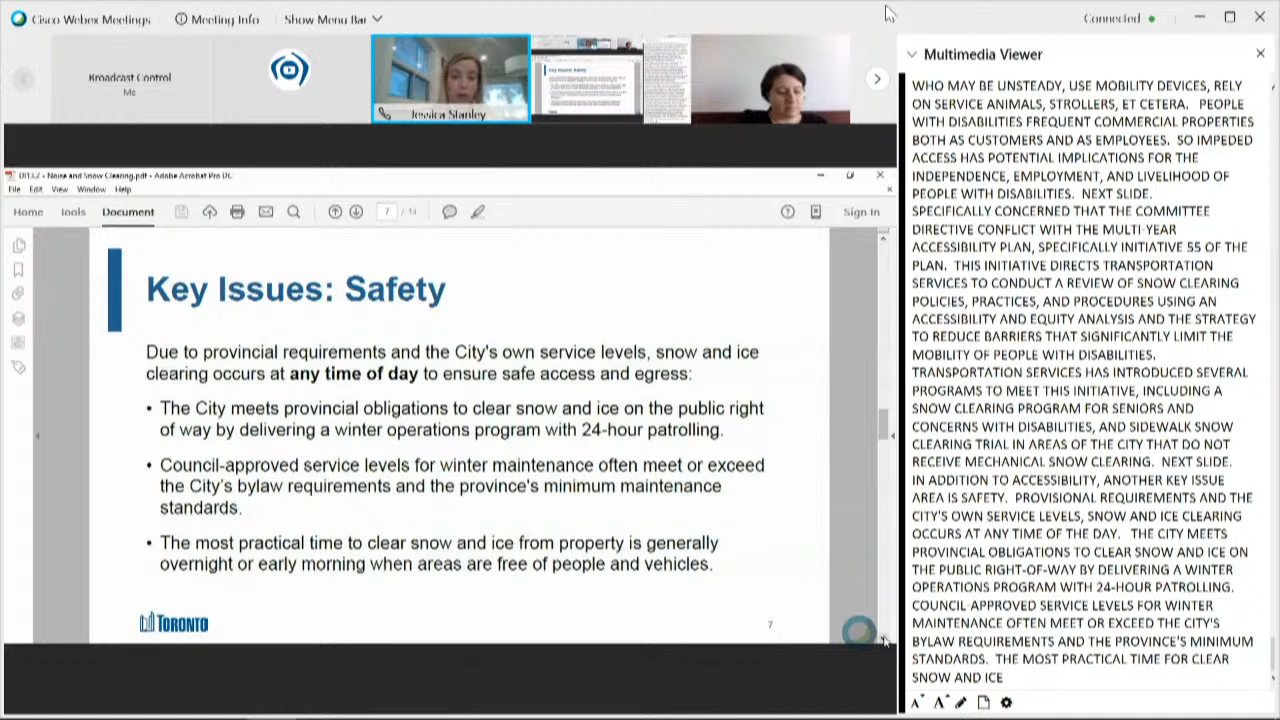 Cisco Webex Meetings
Meeting Info
Show Menu Bar
Connected
Broadcast Control
Me
Jessica Stanley
Key Issues: Safety
Multimedia Viewer
DI13.2 - Noise and Snow Clearing.pdf - Adobe Acrobat Pro DC
File Edit View Window Help
Home Tools Document
7 / 13
Sign In
Key Issues: Safety
Due to provincial requirements and the City's own service levels, snow and ice
clearing occurs at any time of day to ensure safe access and egress:
• The City meets provincial obligations to clear snow and ice on the public right
of way by delivering a winter operations program with 24-hour patrolling.
• Council-approved service levels for winter maintenance often meet or exceed
the City's bylaw requirements and the province's minimum maintenance
standards.
• The most practical time to clear snow and ice from property is generally
overnight or early morning when areas are free of people and vehicles.
TORONTO
7
WHO MAY BE UNSTEADY, USE MOBILITY DEVICES, RELY
ON SERVICE ANIMALS, STROLLERS, ET CETERA. PEOPLE
WITH DISABILITIES FREQUENT COMMERCIAL PROPERTIES
BOTH AS CUSTOMERS AND AS EMPLOYEES. SO IMPEDED
ACCESS HAS POTENTIAL IMPLICATIONS FOR THE
INDEPENDENCE, EMPLOYMENT, AND LIVELIHOOD OF
PEOPLE WITH DISABILITIES. NEXT SLIDE.
SPECIFICALLY CONCERNED THAT THE COMMITTEE
DIRECTIVE CONFLICT WITH THE MULTI-YEAR
ACCESSIBILITY PLAN, SPECIFICALLY INITIATIVE 55 OF THE
PLAN. THIS INITIATIVE DIRECTS TRANSPORTATION
SERVICES TO CONDUCT A REVIEW OF SNOW CLEARING
POLICIES, PRACTICES, AND PROCEDURES USING AN
ACCESSIBILITY AND EQUITY ANALYSIS AND THE STRATEGY
TO REDUCE BARRIERS THAT SIGNIFICANTLY LIMIT THE
MOBILITY OF PEOPLE WITH DISABILITIES.
TRANSPORTATION SERVICES HAS INTRODUCED SEVERAL
PROGRAMS TO MEET THIS INITIATIVE, INCLUDING A
SNOW CLEARING PROGRAM FOR SENIORS AND
CONCERNS WITH DISABILITIES, AND SIDEWALK SNOW
CLEARING TRIAL IN AREAS OF THE CITY THAT DO NOT
RECEIVE MECHANICAL SNOW CLEARING. NEXT SLIDE.
IN ADDITION TO ACCESSIBILITY, ANOTHER KEY ISSUE
AREA IS SAFETY. PROVISIONAL REQUIREMENTS AND THE
CITY'S OWN SERVICE LEVELS, SNOW AND ICE CLEARING
OCCURS AT ANY TIME OF THE DAY. THE CITY MEETS
PROVINCIAL OBLIGATIONS TO CLEAR SNOW AND ICE ON
THE PUBLIC RIGHT-OF-WAY BY DELIVERING A WINTER
OPERATIONS PROGRAM WITH 24-HOUR PATROLLING.
COUNCIL-APPROVED SERVICE LEVELS FOR WINTER
MAINTENANCE OFTEN MEET OR EXCEED THE CITY'S
BYLAW REQUIREMENTS AND THE PROVINCE'S MINIMUM
STANDARDS. THE MOST PRACTICAL TIME FOR CLEAR
SNOW AND ICE